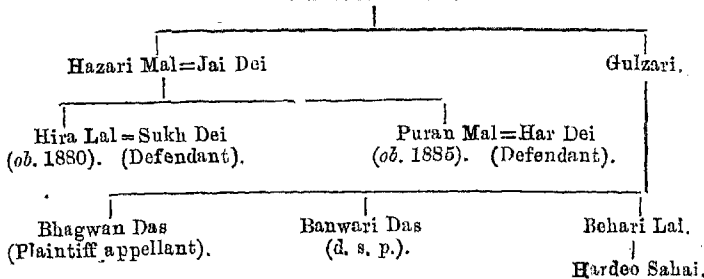 Hazari Mal=Jai Dei Gulzari.
Hira Lal=Sukh Dei Puran Mal=Har Dei
(ob. 1880). (Defendant). (ob. 1885). (Defendant).
Bhagwan Das Banwari Das Behari Lal.
(Plaintiff appellant). (d. s. p.).
Hardeo Sahai.